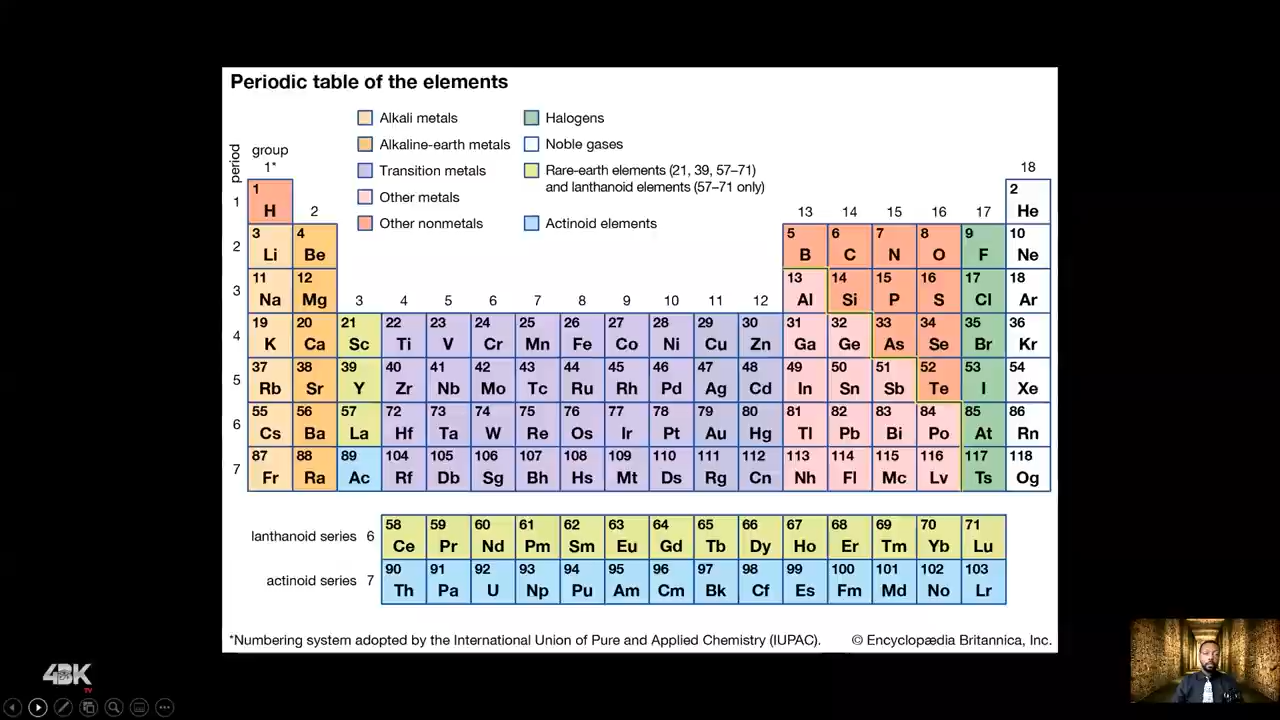 Periodic table of the elements
Alkali metals
Alkaline-earth metals
Transition metals
Other metals
Other nonmetals
Halogens
Noble gases
Rare-earth elements (21, 39, 57–71)
and lanthanoid elements (57–71 only)
Actinoid elements
period
group
1* 18
1 1 H 2 He
2 13 14 15 16 17
2 3 Li 4 Be 5 B 6 C 7 N 8 O 9 F 10 Ne
3 11 Na 12 Mg 13 Al 14 Si 15 P 16 S 17 Cl 18 Ar
3 4 5 6 7 8 9 10 11 12
4 19 K 20 Ca 21 Sc 22 Ti 23 V 24 Cr 25 Mn 26 Fe 27 Co 28 Ni 29 Cu 30 Zn 31 Ga 32 Ge 33 As 34 Se 35 Br 36 Kr
5 37 Rb 38 Sr 39 Y 40 Zr 41 Nb 42 Mo 43 Tc 44 Ru 45 Rh 46 Pd 47 Ag 48 Cd 49 In 50 Sn 51 Sb 52 Te 53 I 54 Xe
6 55 Cs 56 Ba 57 La 72 Hf 73 Ta 74 W 75 Re 76 Os 77 Ir 78 Pt 79 Au 80 Hg 81 Tl 82 Pb 83 Bi 84 Po 85 At 86 Rn
7 87 Fr 88 Ra 89 Ac 104 Rf 105 Db 106 Sg 107 Bh 108 Hs 109 Mt 110 Ds 111 Rg 112 Cn 113 Nh 114 Fl 115 Mc 116 Lv 117 Ts 118 Og
lanthanoid series 6 58 Ce 59 Pr 60 Nd 61 Pm 62 Sm 63 Eu 64 Gd 65 Tb 66 Dy 67 Ho 68 Er 69 Tm 70 Yb 71 Lu
actinoid series 7 90 Th 91 Pa 92 U 93 Np 94 Pu 95 Am 96 Cm 97 Bk 98 Cf 99 Es 100 Fm 101 Md 102 No 103 Lr
*Numbering system adopted by the International Union of Pure and Applied Chemistry (IUPAC). © Encyclopædia Britannica, Inc.
4BK
TV